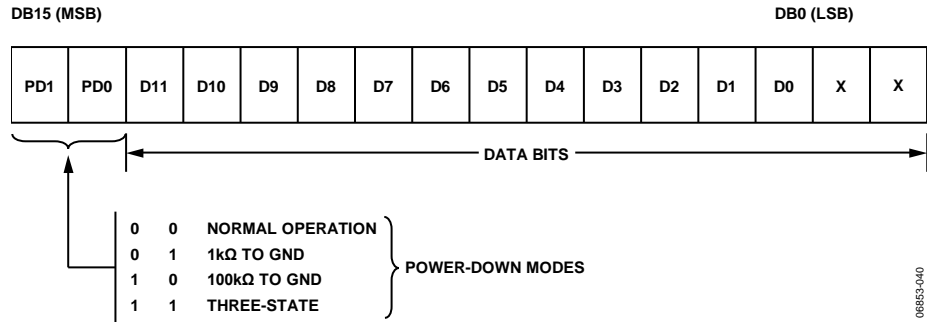 DB15 (MSB) DB0 (LSB)
PD1 PD0 D11 D10 D9 D8 D7 D6 D5 D4 D3 D2 D1 D0 X X
DATA BITS
0 0 NORMAL OPERATION
0 1 1kΩ TO GND
1 0 100kΩ TO GND
1 1 THREE-STATE
POWER-DOWN MODES
06853-040